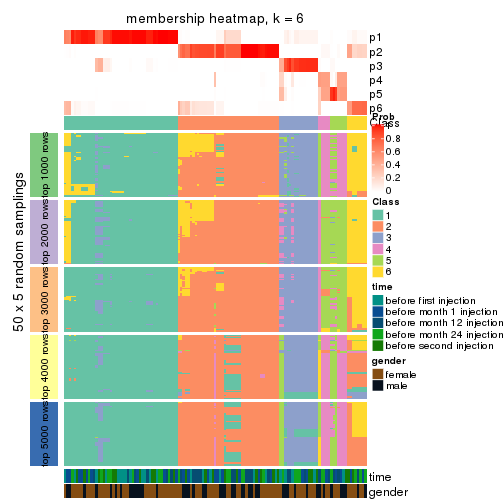 membership heatmap, k = 6
p1
p2
p3
p4
p5
p6
Class
Prob
0.8
0.6
0.4
0.2
0
Class
1
2
3
4
5
6
time
before first injection
before month 1 injection
before month 12 injection
before month 24 injection
before second injection
gender
female
male
50 x 5 random samplings
top 1000 rows
top 2000 rows
top 3000 rows
top 4000 rows
top 5000 rows
time
gender